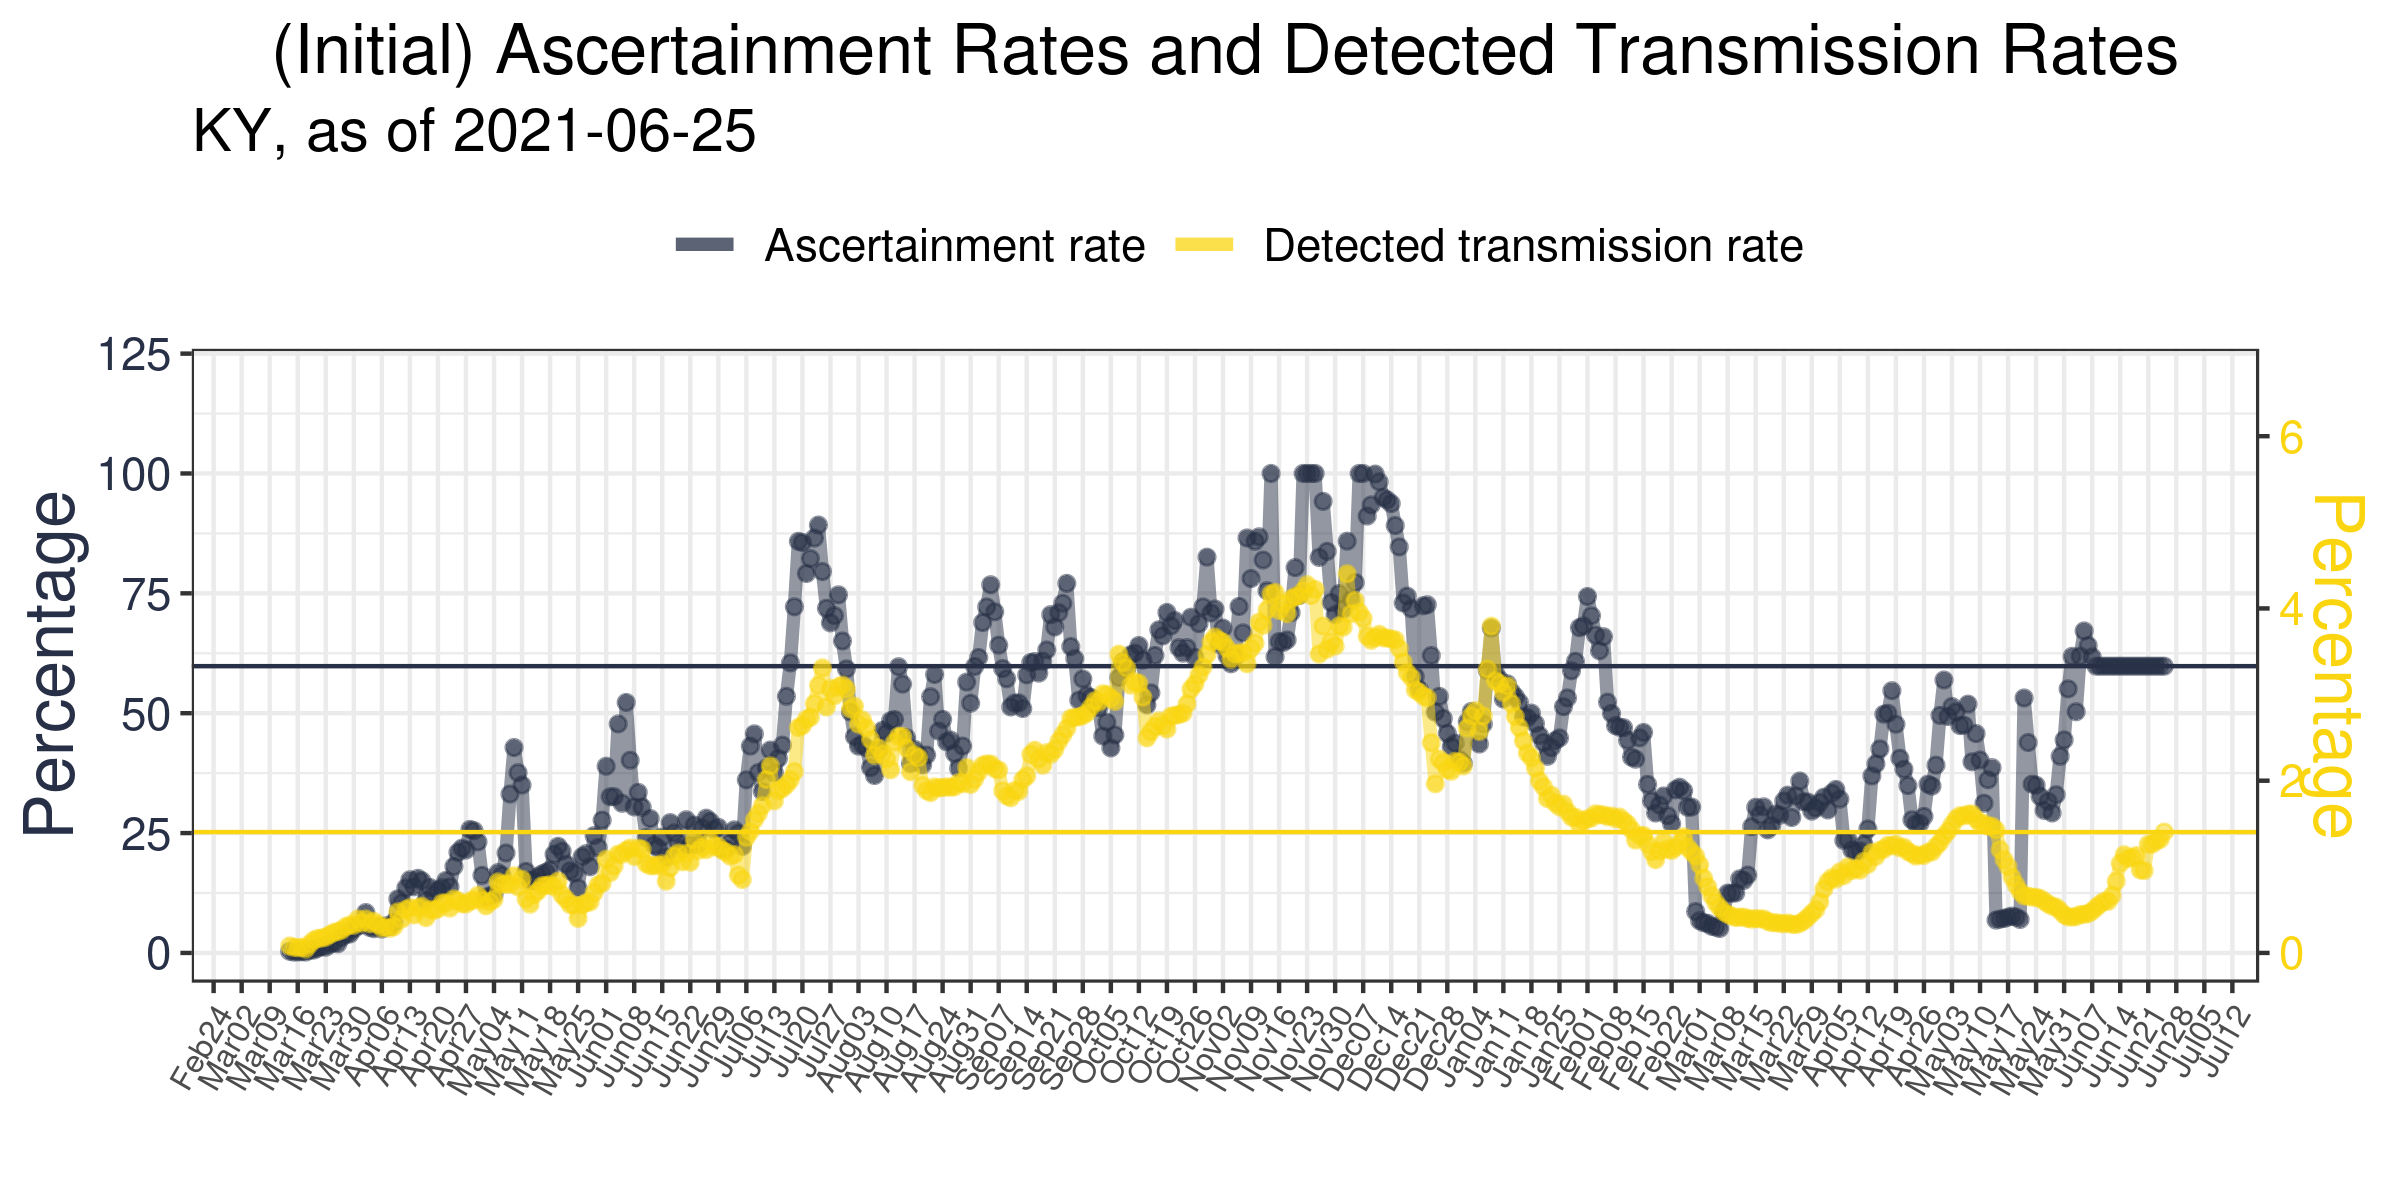 (Initial) Ascertainment Rates and Detected Transmission Rates
KY, as of 2021-06-25
Ascertainment rate Detected transmission rate
Percentage
125
100
75
50
25
0
6
4
2
0
Percentage
Feb24 Mar02 Mar09 Mar16 Mar23 Mar30 Apr06 Apr13 Apr20 Apr27 May04 May11 May18 May25 Jun01 Jun08 Jun15 Jun22 Jun29 Jul06 Jul13 Jul20 Jul27 Aug03 Aug10 Aug17 Aug24 Aug31 Sep07 Sep14 Sep21 Sep28 Oct05 Oct12 Oct19 Oct26 Nov02 Nov09 Nov16 Nov23 Nov30 Dec07 Dec14 Dec21 Dec28 Jan04 Jan11 Jan18 Jan25 Feb01 Feb08 Feb15 Feb22 Mar01 Mar08 Mar15 Mar22 Mar29 Apr05 Apr12 Apr19 Apr26 May03 May10 May17 May24 May31 Jun07 Jun14 Jun21 Jun28 Jul05 Jul12